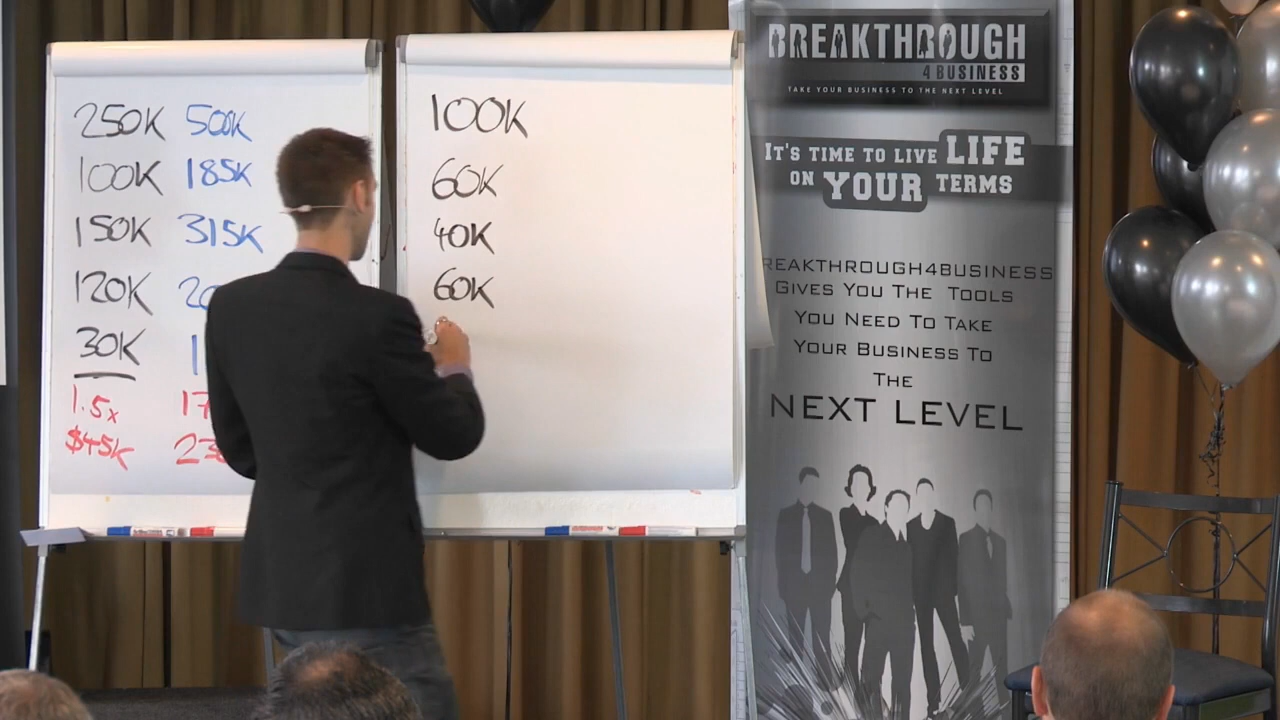 250K 500K
100K 185K
150K 315K
120K
30K
1.5x
$45K
100K
60K
40K
60K
BREAKTHROUGH
4 BUSINESS
TAKE YOUR BUSINESS TO THE NEXT LEVEL
IT'S TIME TO LIVE LIFE
ON YOUR TERMS
REAKTHROUGH4BUSINESS
GIVES YOU THE TOOLS
YOU NEED TO TAKE
YOUR BUSINESS TO
THE
NEXT LEVEL